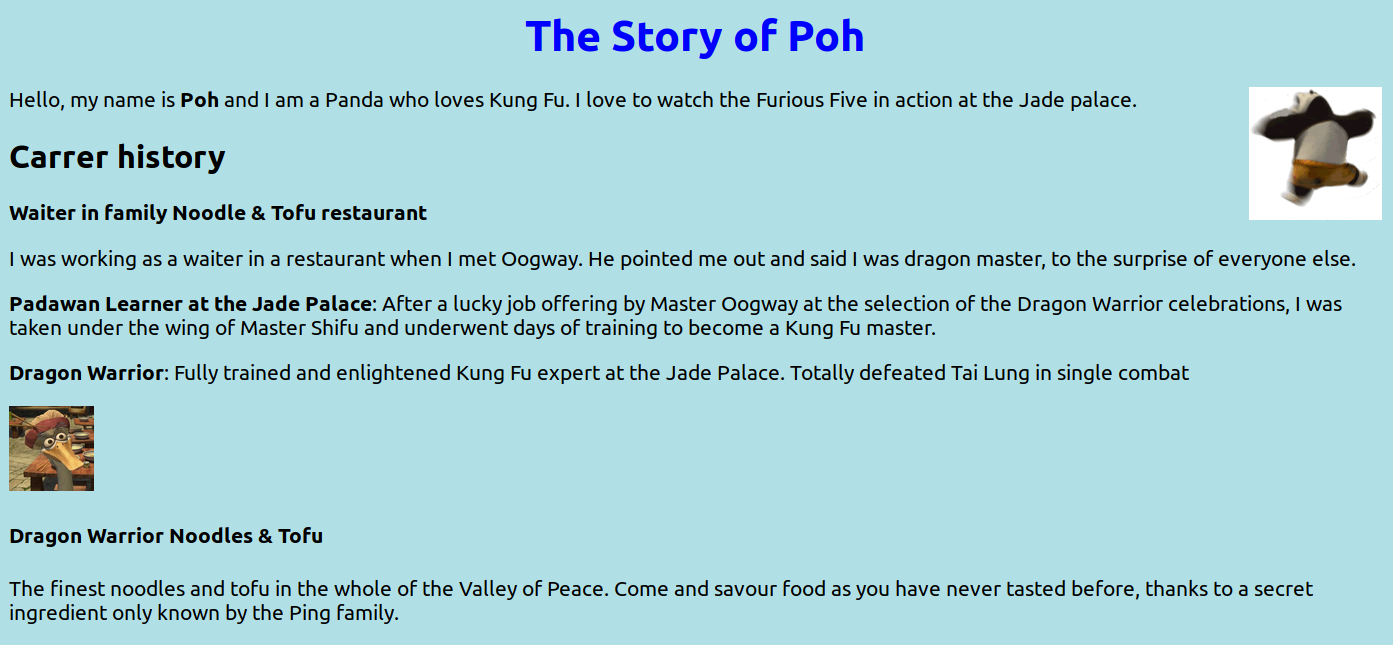 The Story of Poh
Hello, my name is Poh and I am a Panda who loves Kung Fu. I love to watch the Furious Five in action at the Jade palace.
Carrer history
Waiter in family Noodle & Tofu restaurant
I was working as a waiter in a restaurant when I met Oogway. He pointed me out and said I was dragon master, to the surprise of everyone else.
Padawan Learner at the Jade Palace: After a lucky job offering by Master Oogway at the selection of the Dragon Warrior celebrations, I was
taken under the wing of Master Shifu and underwent days of training to become a Kung Fu master.
Dragon Warrior: Fully trained and enlightened Kung Fu expert at the Jade Palace. Totally defeated Tai Lung in single combat
Dragon Warrior Noodles & Tofu
The finest noodles and tofu in the whole of the Valley of Peace. Come and savour food as you have never tasted before, thanks to a secret
ingredient only known by the Ping family.